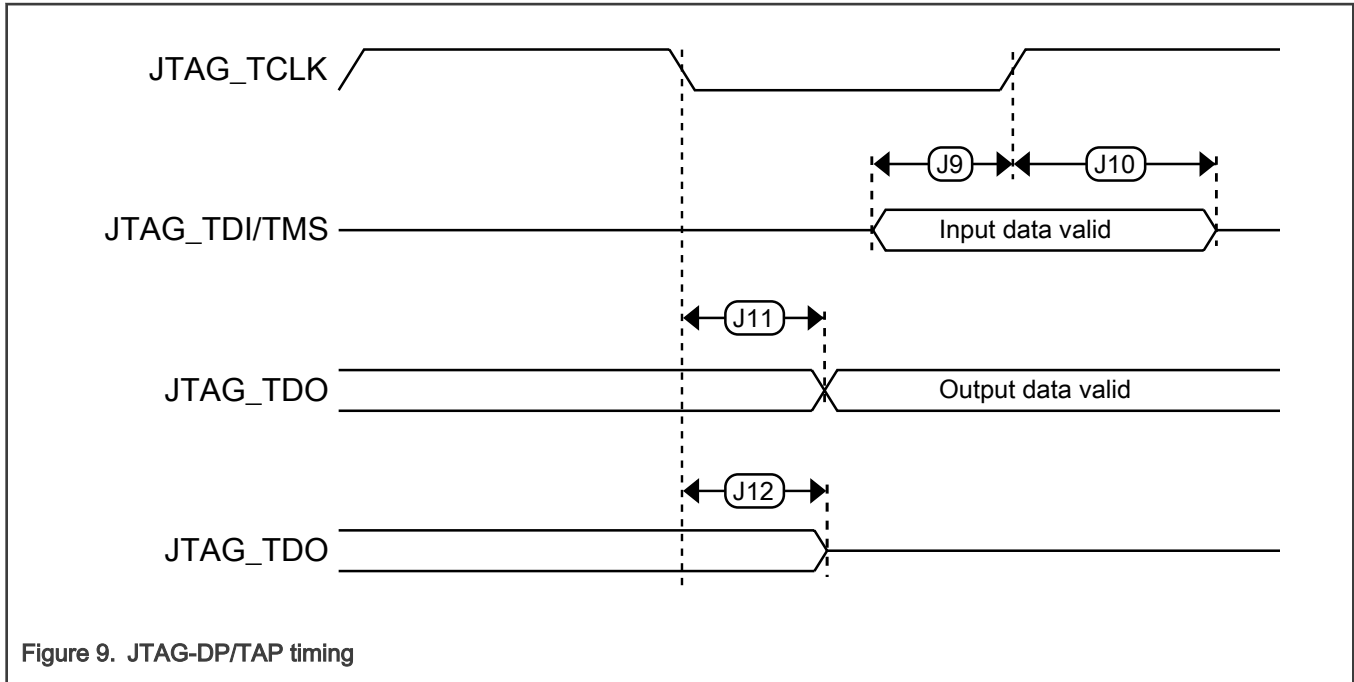 JTAG_TCLK
J9
J10
JTAG_TDI/TMS
Input data valid
J11
JTAG_TDO
Output data valid
J12
JTAG_TDO
Figure 9. JTAG-DP/TAP timing